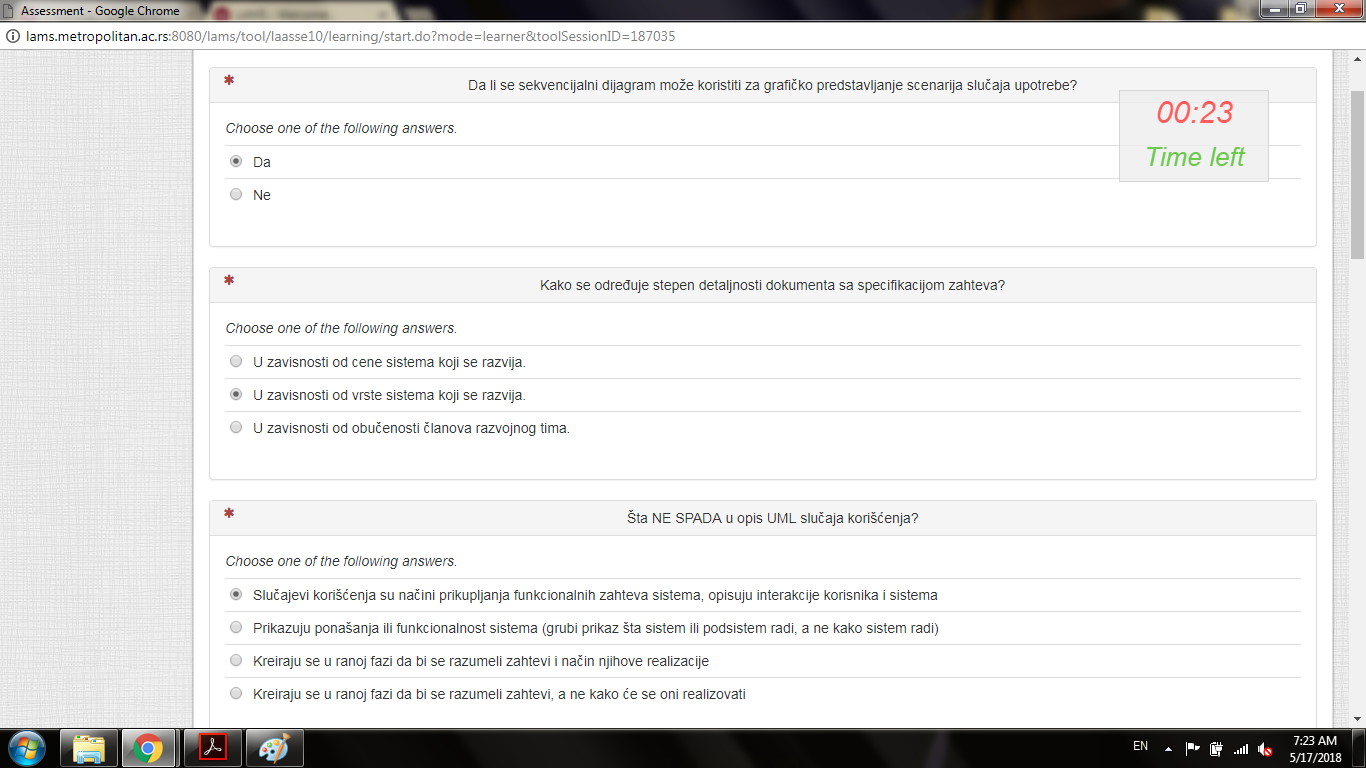 Assessment - Google Chrome
lams.metropolitan.ac.rs:8080/lams/tool/laasse10/learning/start.do?mode=learner&toolSessionID=187035
* Da li se sekvencijalni dijagram može koristiti za grafičko predstavljanje scenarija slučaja upotrebe?
00:23
Time left
Choose one of the following answers.
Da
Ne
* Kako se određuje stepen detaljnosti dokumenta sa specifikacijom zahteva?
Choose one of the following answers.
U zavisnosti od cene sistema koji se razvija.
U zavisnosti od vrste sistema koji se razvija.
U zavisnosti od obučenosti članova razvojnog tima.
* Šta NE SPADA u opis UML slučaja korišćenja?
Choose one of the following answers.
Slučajevi korišćenja su načini prikupljanja funkcionalnih zahteva sistema, opisuju interakcije korisnika i sistema
Prikazuju ponašanja ili funkcionalnost sistema (grubi prikaz šta sistem ili podsistem radi, a ne kako sistem radi)
Kreiraju se u ranoj fazi da bi se razumeli zahtevi i način njihove realizacije
Kreiraju se u ranoj fazi da bi se razumeli zahtevi, a ne kako će se oni realizovati
EN
7:23 AM
5/17/2018